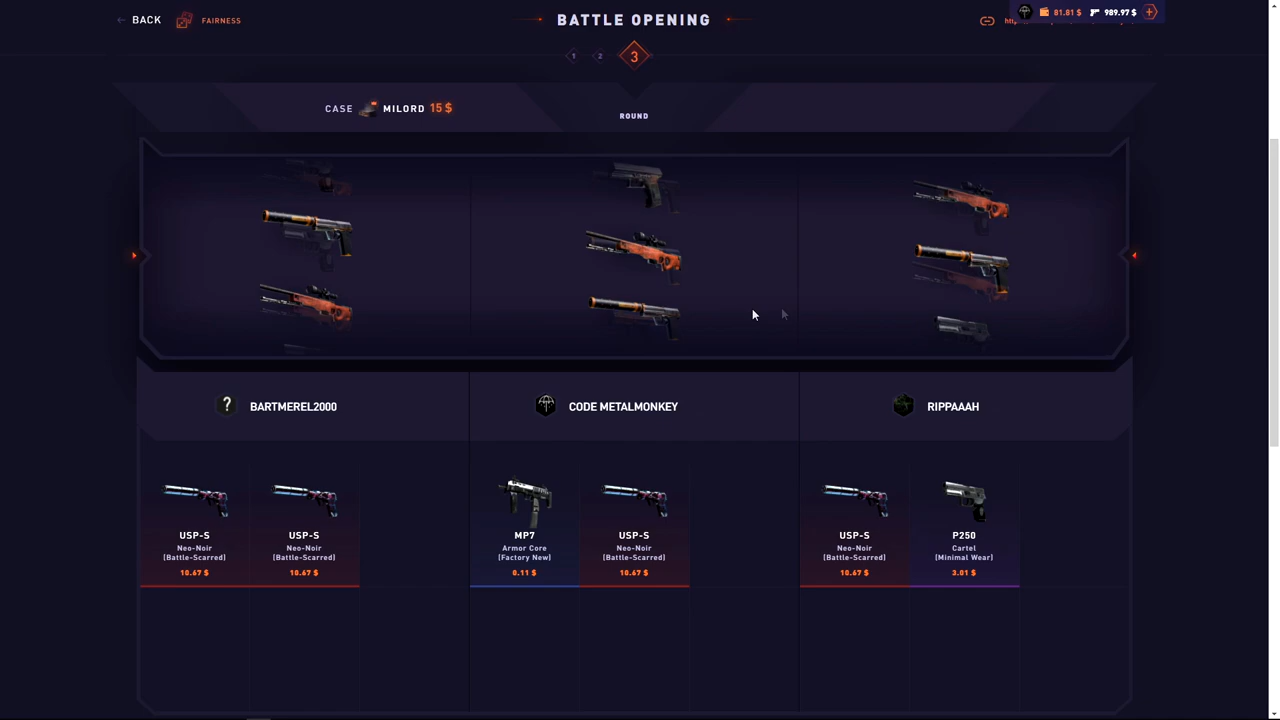 BACK
FAIRNESS
BATTLE OPENING
81.81 $
989.97
1
2
3
CASE MILORD 15 $
ROUND
BARTMEREL2000
CODE METALMONKEY
RIPPAAAH
USP-S
Neo-Noir
(Battle-Scarred)
10.67 $
USP-S
Neo-Noir
(Battle-Scarred)
10.67 $
MP7
Armor Core
(Factory New)
0.11 $
USP-S
Neo-Noir
(Battle-Scarred)
10.67 $
USP-S
Neo-Noir
(Battle-Scarred)
10.67 $
P250
Cartel
(Minimal Wear)
3.01 $